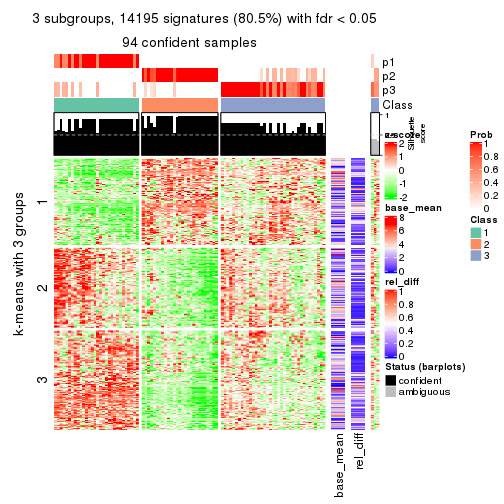 3 subgroups, 14195 signatures (80.5%) with fdr < 0.05
94 confident samples
p1
p2
p3
Class
1
Silhouette
score
k-means with 3 groups
1
2
3
base_mean
rel_diff
z-score
2
1
0
-1
-2
base_mean
8
6
4
2
0
rel_diff
1
0.8
0.6
0.4
0.2
0
Status (barplots)
confident
ambiguous
Prob
1
0.8
0.6
0.4
0.2
0
Class
1
2
3